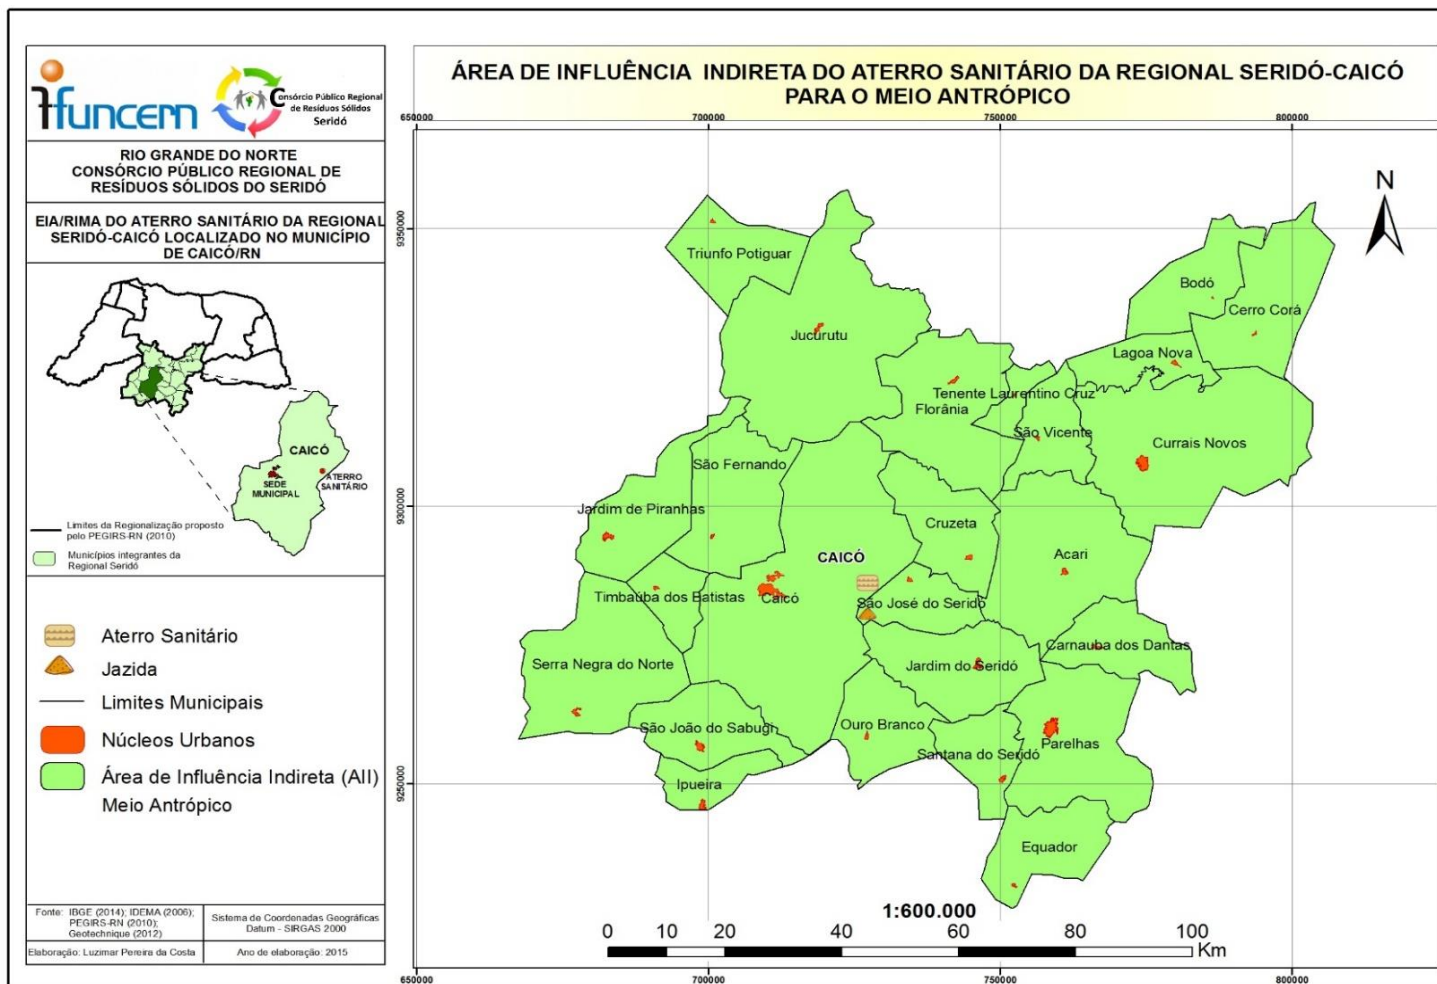 ifuncern
Consórcio Público Regional
de Resíduos Sólidos
Seridó
RIO GRANDE DO NORTE
CONSÓRCIO PÚBLICO REGIONAL DE
RESÍDUOS SÓLIDOS DO SERIDÓ
EIA/RIMA DO ATERRO SANITÁRIO DA REGIONAL
SERIDÓ-CAICÓ LOCALIZADO NO MUNICÍPIO
DE CAICÓ/RN
CAICÓ
SEDE
MUNICIPAL
ATERRO
SANITÁRIO
Limites da Regionalização proposto
pelo PEGIRS-RN (2010)
Municípios integrantes da
Regional Seridó
Aterro Sanitário
Jazida
Limites Municipais
Núcleos Urbanos
Área de Influência Indireta (AII)
Meio Antrópico
Fonte: IBGE (2014); IDEMA (2006);
PEGIRS-RN (2010);
Geotechnique (2012)
Sistema de Coordenadas Geográficas
Datum - SIRGAS 2000
Elaboração: Luzimar Pereira da Costa
Ano de elaboração: 2015
ÁREA DE INFLUÊNCIA INDIRETA DO ATERRO SANITÁRIO DA REGIONAL SERIDÓ-CAICÓ
PARA O MEIO ANTRÓPICO
650000
700000
750000
800000
N
9350000
9300000
9250000
Triunfo Potiguar
Bodó
Cerro Corá
Jucurutu
Lagoa Nova
Tenente Laurentino Cruz
Florânia
São Vicente
Currais Novos
São Fernando
Jardim de Piranhas
Cruzeta
Acari
CAICÓ
Timbaúba dos Batistas
Caicó
São José do Seridó
Carnauba dos Dantas
Serra Negra do Norte
Jardim do Seridó
São João do Sabugi
Ouro Branco
Parelhas
Santana do Seridó
Ipueira
Equador
1:600.000
0 10 20 40 60 80 100
Km
650000
700000
750000
800000